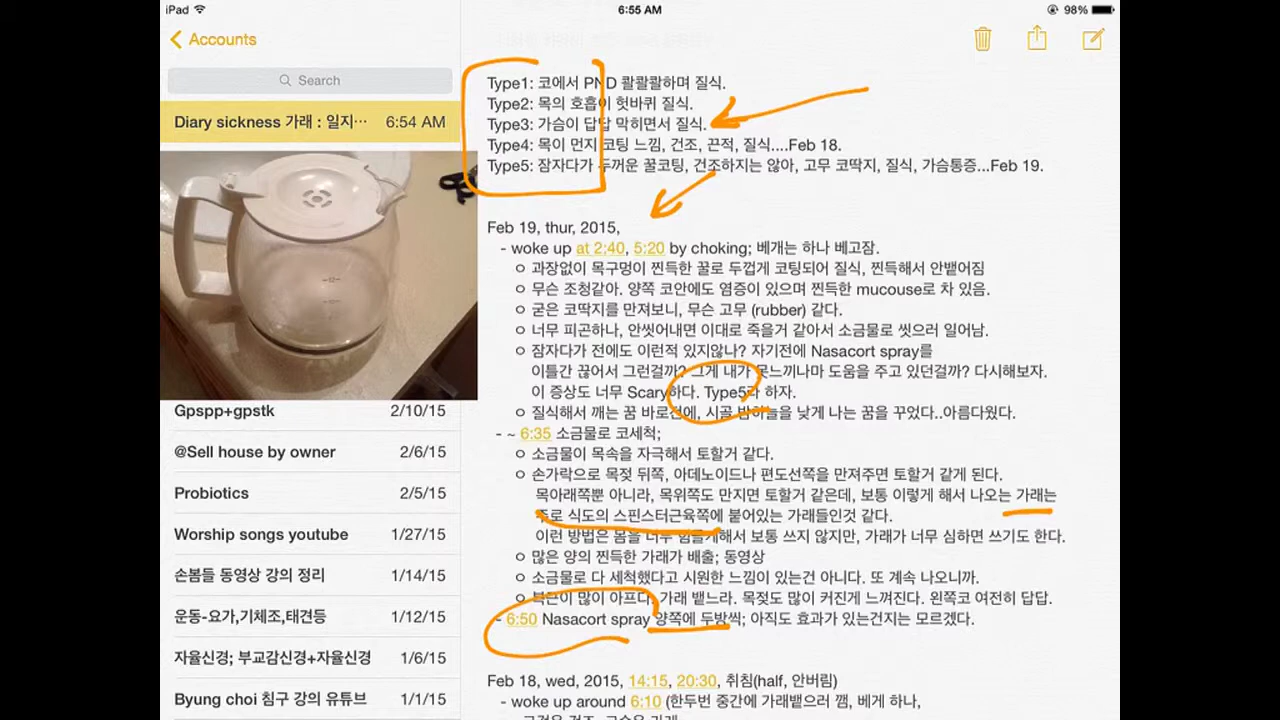 iPad
6:55 AM
98%
Accounts
Search
Diary sickness 가래 : 일지… 6:54 AM
Gpspp+gpstk 2/10/15
@Sell house by owner 2/6/15
Probiotics 2/5/15
Worship songs youtube 1/27/15
손봄들 동영상 강의 정리 1/14/15
운동-요가,기체조,태견등 1/12/15
자율신경; 부교감신경+자율신경 1/6/15
Byung choi 침구 강의 유튜브 1/1/15
Type1: 코에서 PND 콸콸콸하며 질식.
Type2: 목의 호흡이 헛바퀴 질식.
Type3: 가슴이 답답 막히면서 질식.
Type4: 목이 먼지 코팅 느낌, 건조, 끈적, 질식....Feb 18.
Type5: 잠자다가 두꺼운 꿀코팅, 건조하지는 않아, 고무 코딱지, 질식, 가슴통증...Feb 19.
Feb 19, thur, 2015,
- woke up at 2:40, 5:20 by choking; 베개는 하나 베고잠.
과장없이 목구멍이 찐득한 꿀로 두껍게 코팅되어 질식, 찐득해서 안뱉어짐
무슨 조청같아. 양쪽 코안에도 염증이 있으며 찐득한 mucouse로 차 있음.
굳은 코딱지를 만져보니, 무슨 고무 (rubber) 같다.
너무 피곤하나, 안씻어내면 이대로 죽을거 같아서 소금물로 씻으러 일어남.
잠자다가 전에도 이런적 있지않나? 자기전에 Nasacort spray를
이틀간 끊어서 그런걸까? 그게 내가 못느끼나마 도움을 주고 있던걸까? 다시해보자.
이 증상도 너무 Scary하다. Type5라 하자.
질식해서 깨는 꿈 바로전에, 시골 밤하늘을 낮게 나는 꿈을 꾸었다..아름다웠다.
- ~ 6:35 소금물로 코세척;
소금물이 목속을 자극해서 토할거 같다.
손가락으로 목젖 뒤쪽, 아데노이드나 편도선쪽을 만져주면 토할거 같게 된다.
목아래쪽뿐 아니라, 목위쪽도 만지면 토할거 같은데, 보통 이렇게 해서 나오는 가래는
주로 식도의 스핀스터근육쪽에 붙어있는 가래들인것 같다.
이런 방법은 몸을 너무 힘들게해서 보통 쓰지 않지만, 가래가 너무 심하면 쓰기도 한다.
많은 양의 찐득한 가래가 배출; 동영상
소금물로 다 세척했다고 시원한 느낌이 있는건 아니다. 또 계속 나오니까.
복근이 많이 아프다, 가래 뱉느라. 목젖도 많이 커진게 느껴진다. 왼쪽코 여전히 답답.
- 6:50 Nasacort spray 양쪽에 두방씩; 아직도 효과가 있는건지는 모르겠다.
Feb 18, wed, 2015, 14:15, 20:30, 취침(half, 안버림)
- woke up around 6:10 (한두번 중간에 가래뱉으러 깸, 베게 하나,